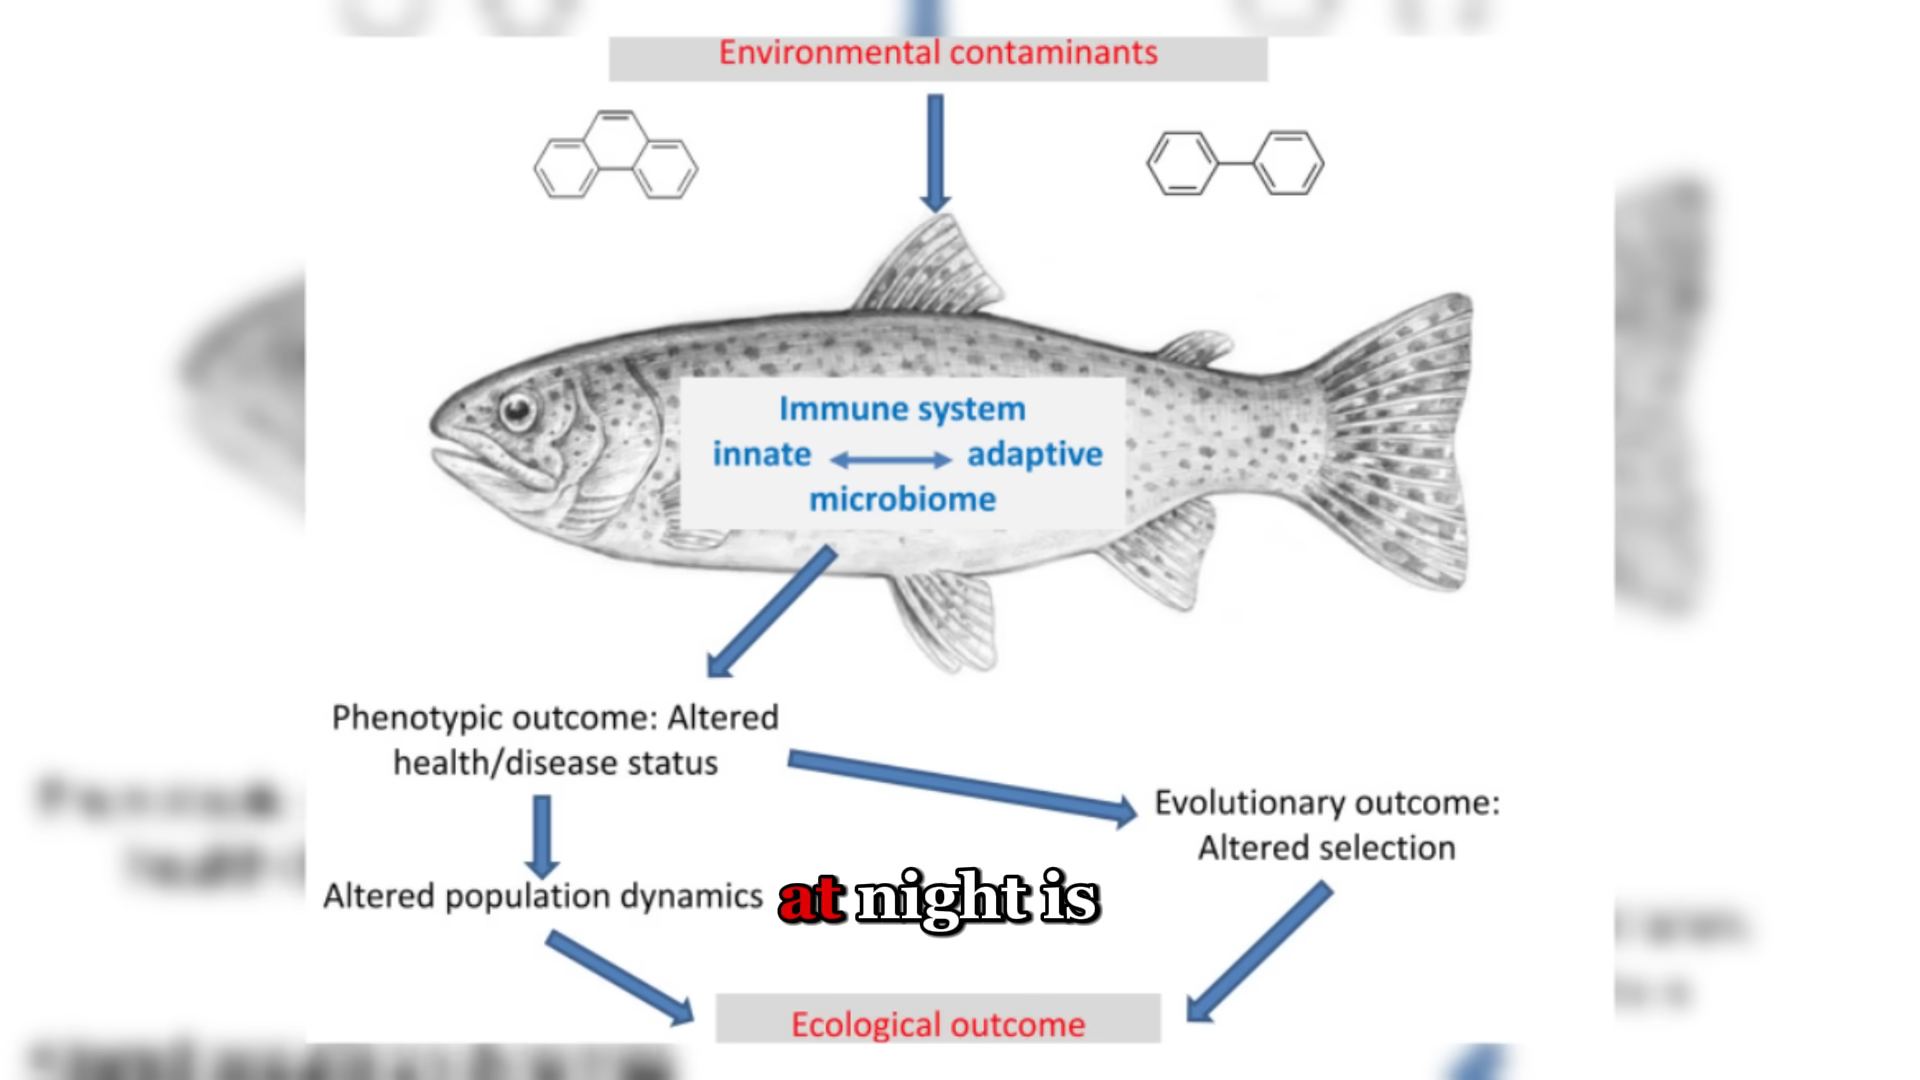 Environmental contaminants
Immune system
innate adaptive
microbiome
Phenotypic outcome: Altered
health/disease status
Evolutionary outcome:
Altered selection
Altered population dynamics
at night is
Ecological outcome